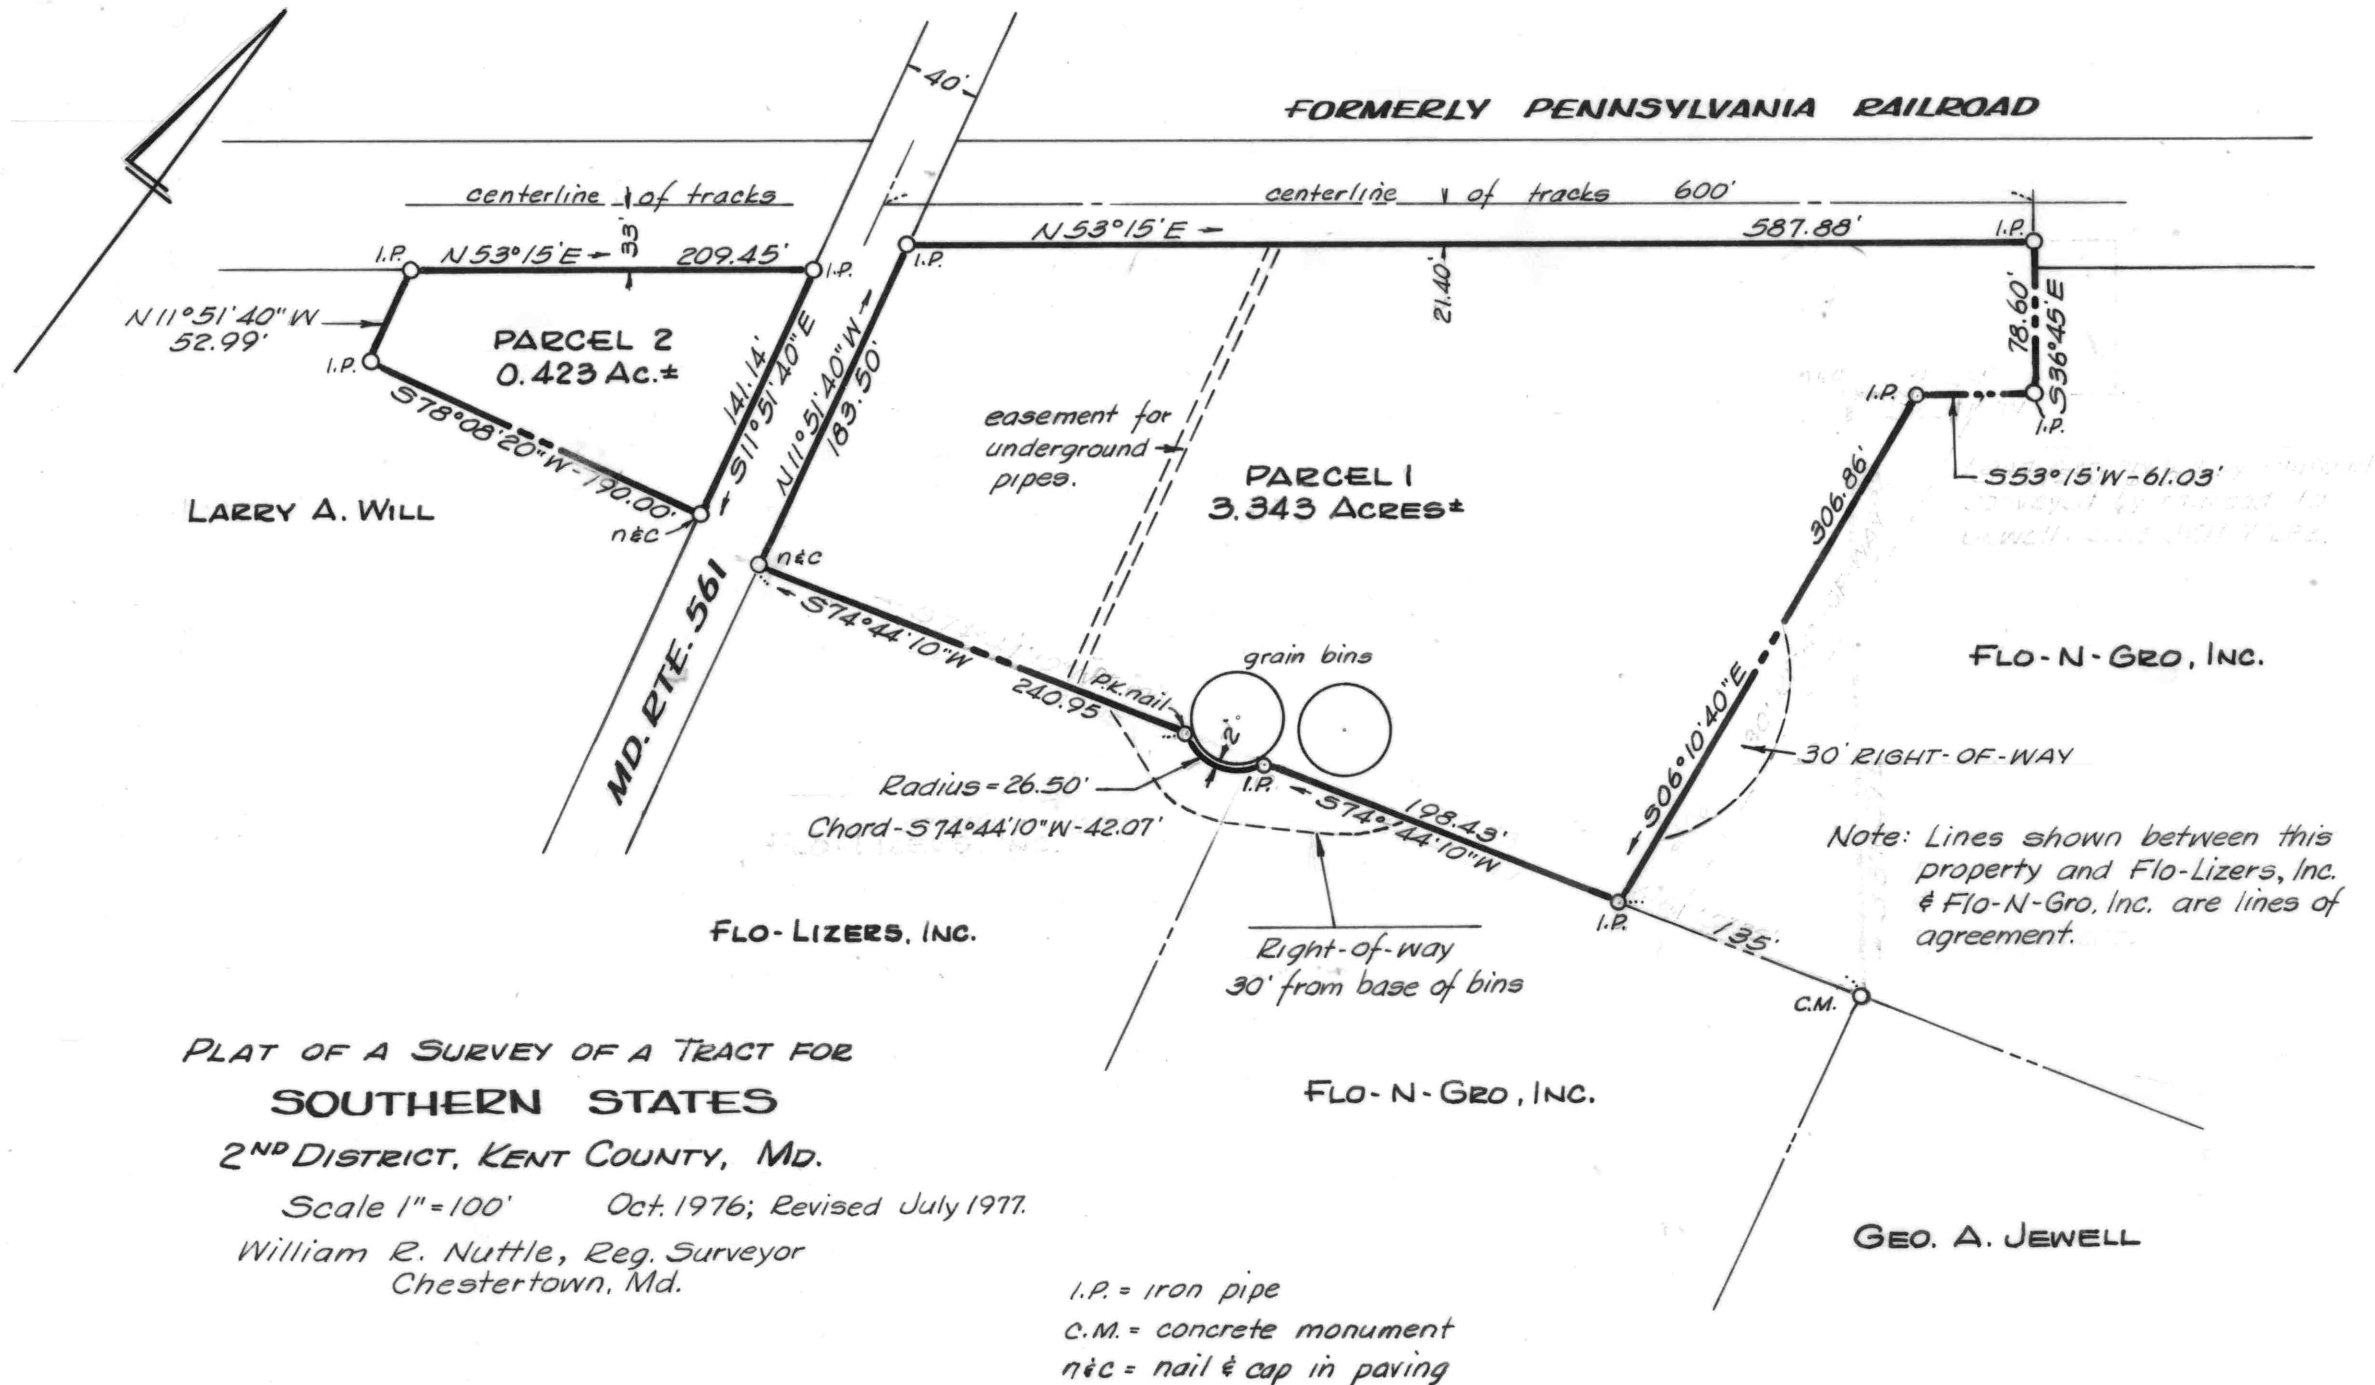 FORMERLY PENNSYLVANIA RAILROAD
40'
centerline of tracks
33'
centerline of tracks 600'
N53°15'E
587.88'
I.P.
I.P.
N53°15'E
209.45'
I.P.
I.P.
21.40'
78.60'
S36°45'E
N11°51'40"W
52.99'
I.P.
PARCEL 2
0.423 Ac.±
141.14'
S11°51'40"E
N11°51'40"W
183.50'
S78°08'20"W-190.00'
n&c
LARRY A. WILL
n&c
MD. RTE. 561
easement for
underground
pipes.
PARCEL 1
3.343 ACRES±
I.P.
I.P.
S53°15'W-61.03'
306.86'
S06°10'40"E
FLO-N-GRO, INC.
30' RIGHT-OF-WAY
S74°44'10"W
240.95
P.K. nail
grain bins
2'
I.P.
Radius=26.50'
Chord-S74°44'10"W-42.07'
198.43'
S74°44'10"W
I.P.
135'
C.M.
Note: Lines shown between this
property and Flo-Lizers, Inc.
& Flo-N-Gro, Inc. are lines of
agreement.
FLO-LIZERS, INC.
Right-of-way
30' from base of bins
FLO-N-GRO, INC.
GEO. A. JEWELL
PLAT OF A SURVEY OF A TRACT FOR
SOUTHERN STATES
2ND DISTRICT, KENT COUNTY, MD.
Scale 1"=100' Oct. 1976; Revised July 1977.
William R. Nuttle, Reg. Surveyor
Chestertown, Md.
I.P. = iron pipe
C.M. = concrete monument
n&c = nail & cap in paving